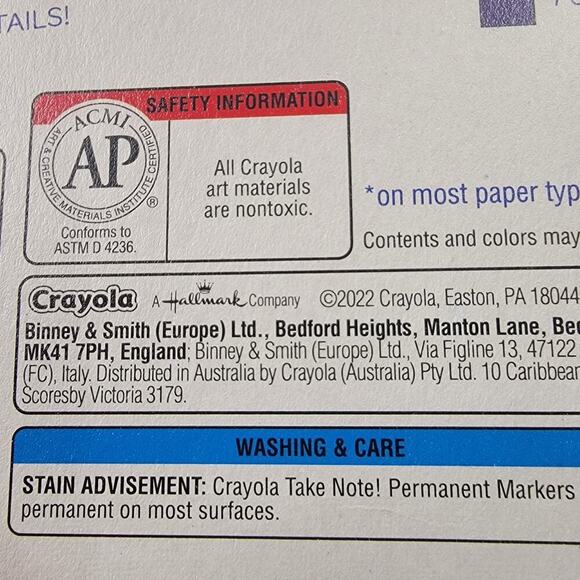 TAILS!
SAFETY INFORMATION
ACMI
AP
ART & CREATIVE MATERIALS INSTITUTE CERTIFIED
®
Conforms to
ASTM D 4236.
All Crayola
art materials
are nontoxic.
*on most paper typ
Contents and colors may
Crayola A Hallmark Company ©2022 Crayola, Easton, PA 18044
Binney & Smith (Europe) Ltd., Bedford Heights, Manton Lane, Bed
MK41 7PH, England; Binney & Smith (Europe) Ltd., Via Figline 13, 47122
(FC), Italy. Distributed in Australia by Crayola (Australia) Pty Ltd. 10 Caribbean
Scoresby Victoria 3179.
WASHING & CARE
STAIN ADVISEMENT: Crayola Take Note! Permanent Markers
permanent on most surfaces.